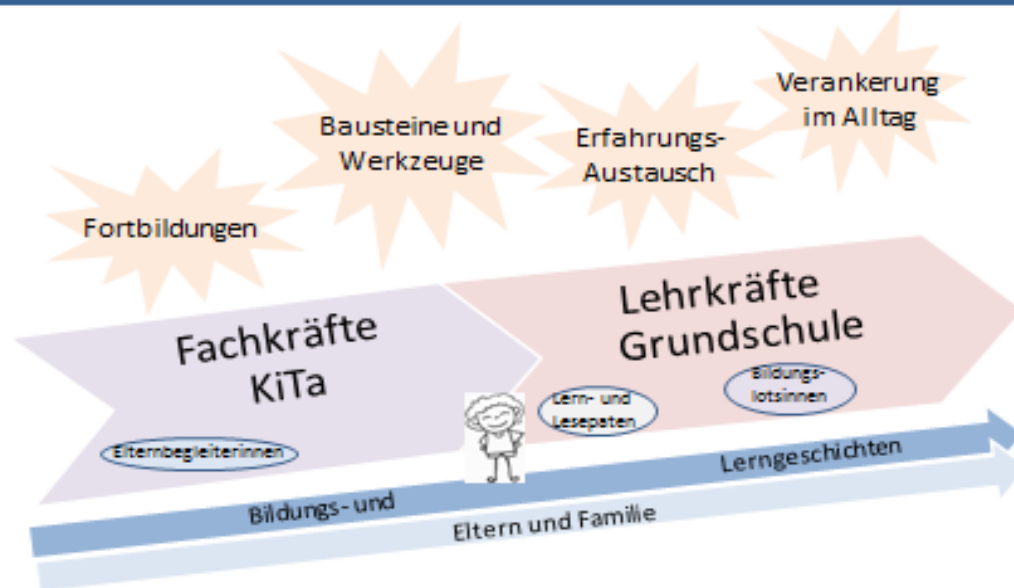 Verankerung
im Alltag
Bausteine und
Werkzeuge
Erfahrungs-
Austausch
Fortbildungen
Fachkräfte
KiTa
Lehrkräfte
Grundschule
Elternbegleiterinnen
Lern- und
Lesepaten
Bildungs-
lotsinnen
Bildungs- und
Lerngeschichten
Eltern und Familie